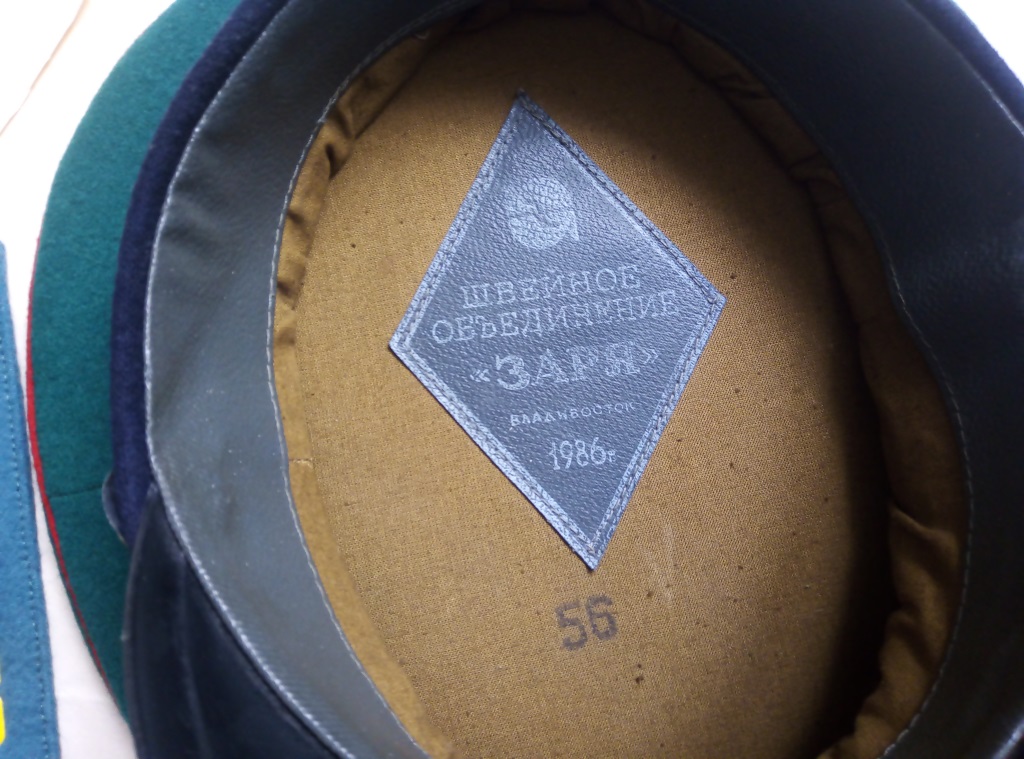 ШВЕЙНОЕ
ОБЪЕДИНЕНИЕ
«ЗАРЯ»
ВЛАДИВОСТОК
1986г
56